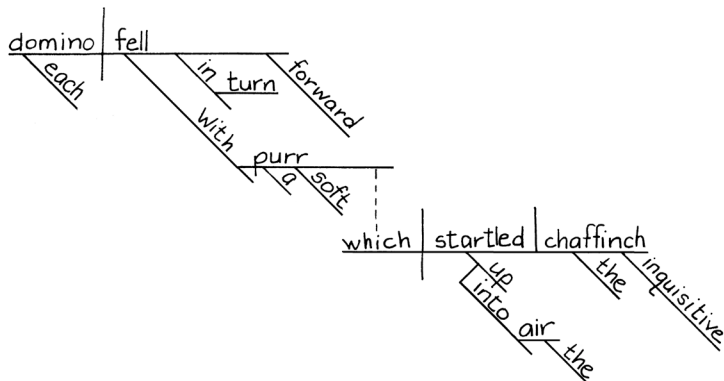 domino fell
each
in turn
forward
with
purr
a
soft
which startled chaffinch
up
into
air
the
the
inquisitive